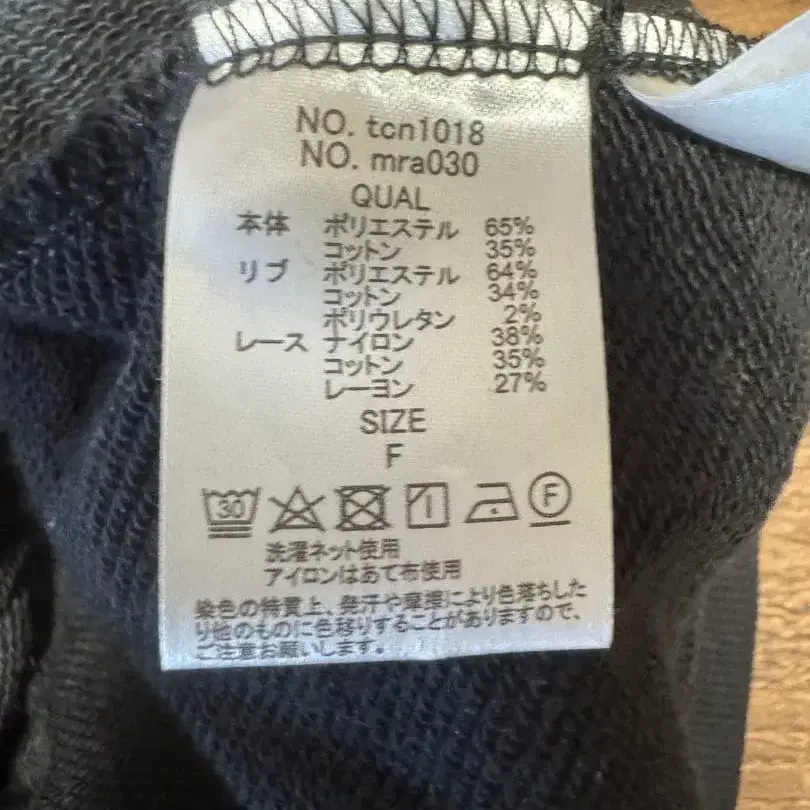 NO. tcn1018
NO. mra030
QUAL
本体 ポリエステル 65%
コットン 35%
リブ ポリエステル 64%
コットン 34%
ポリウレタン 2%
レース ナイロン 38%
コットン 35%
レーヨン 27%
SIZE
F
30 F
洗濯ネット使用
アイロンはあて布使用
染色の特質上、発汗や摩擦により色落ちした
り他のものに色移りすることがありますので、
ご注意お願いします。